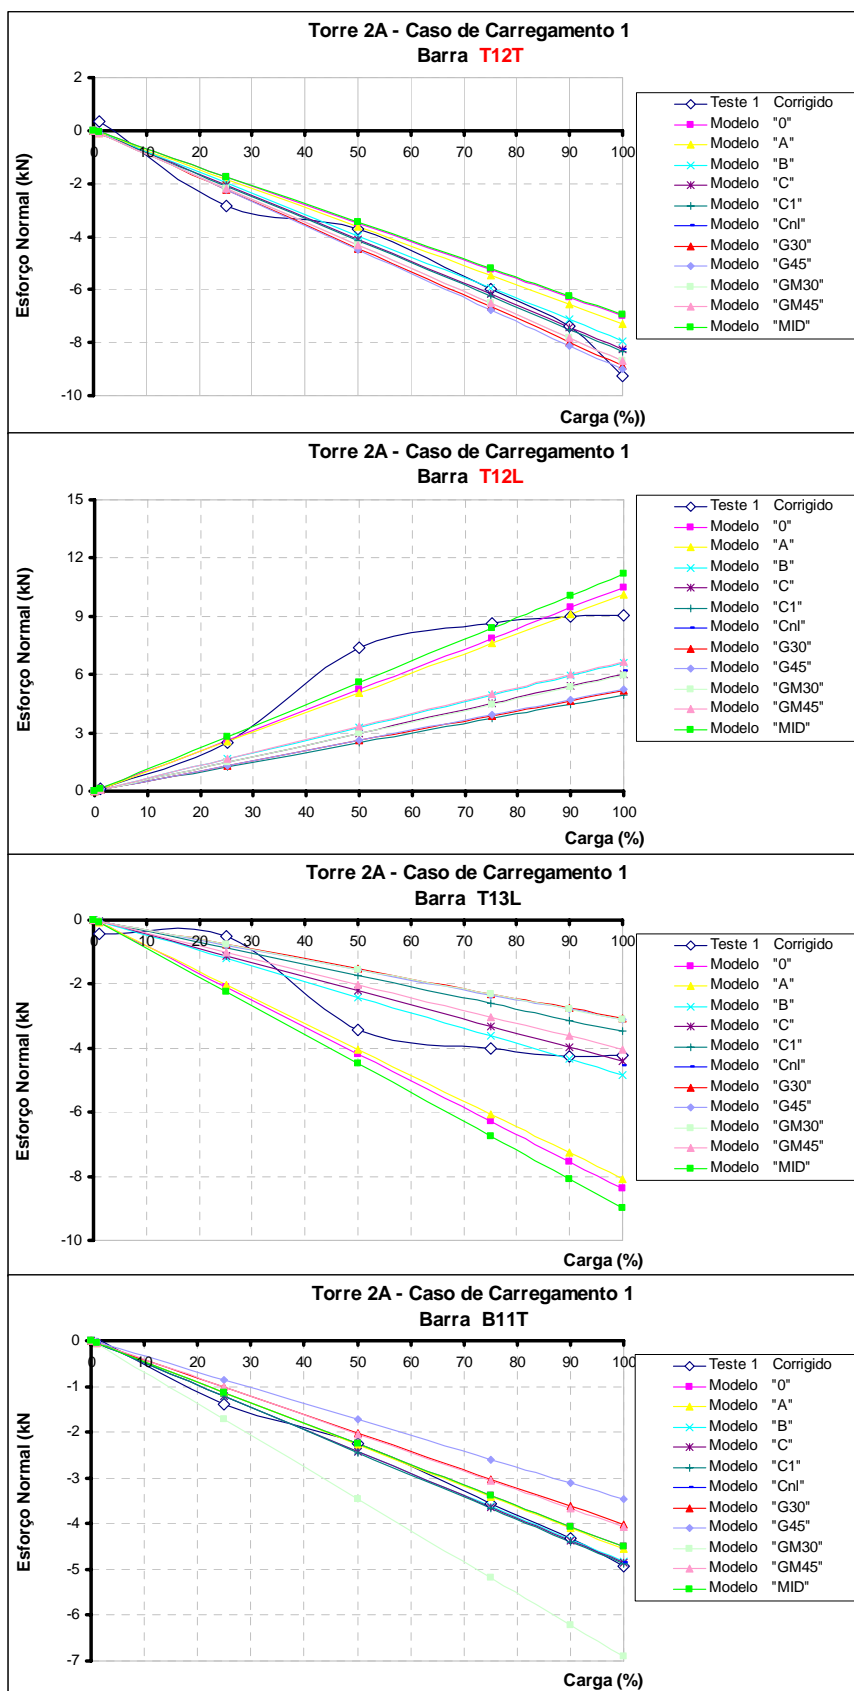 Torre 2A - Caso de Carregamento 1
Barra T12T
2
0
-2
-4
-6
-8
-10
0 10 20 30 40 50 60 70 80 90 100
Esforço Normal (kN)
Carga (%))
Teste 1 Corrigido
Modelo "0"
Modelo "A"
Modelo "B"
Modelo "C"
Modelo "C1"
Modelo "Cnl"
Modelo "G30"
Modelo "G45"
Modelo "GM30"
Modelo "GM45"
Modelo "MID"
Torre 2A - Caso de Carregamento 1
Barra T12L
15
12
9
6
3
0
0 10 20 30 40 50 60 70 80 90 100
Esforço Normal (kN)
Carga (%)
Teste 1 Corrigido
Modelo "0"
Modelo "A"
Modelo "B"
Modelo "C"
Modelo "C1"
Modelo "Cnl"
Modelo "G30"
Modelo "G45"
Modelo "GM30"
Modelo "GM45"
Modelo "MID"
Torre 2A - Caso de Carregamento 1
Barra T13L
0
-2
-4
-6
-8
-10
0 10 20 30 40 50 60 70 80 90 100
Esforço Normal (kN
Carga (%)
Teste 1 Corrigido
Modelo "0"
Modelo "A"
Modelo "B"
Modelo "C"
Modelo "C1"
Modelo "Cnl"
Modelo "G30"
Modelo "G45"
Modelo "GM30"
Modelo "GM45"
Modelo "MID"
Torre 2A - Caso de Carregamento 1
Barra B11T
0
-1
-2
-3
-4
-5
-6
-7
0 10 20 30 40 50 60 70 80 90 100
Esforço Normal (kN
Carga (%)
Teste 1 Corrigido
Modelo "0"
Modelo "A"
Modelo "B"
Modelo "C"
Modelo "C1"
Modelo "Cnl"
Modelo "G30"
Modelo "G45"
Modelo "GM30"
Modelo "GM45"
Modelo "MID"